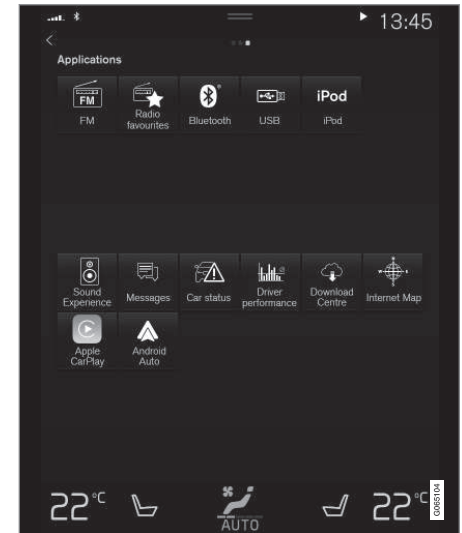 13:45
Applications
FM
iPod
FM
Radio
favourites
Bluetooth
USB
iPod
Sound
Experience
Messages
Car status
Driver
performance
Download
Centre
Internet Map
Apple
CarPlay
Android
Auto
22°C
AUTO
22°C
G065104